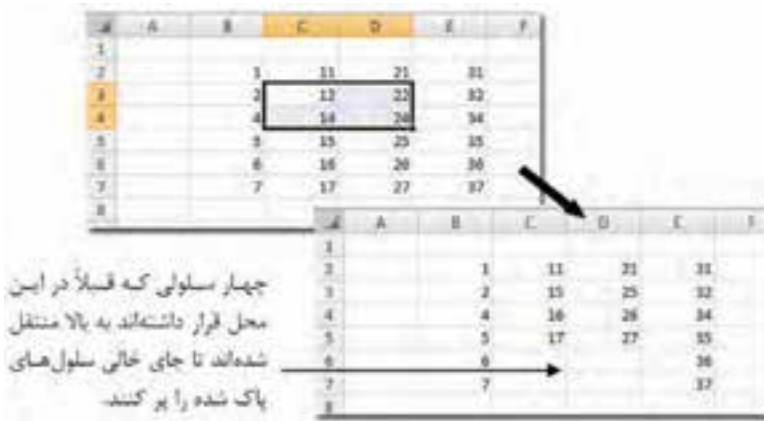 A B C D E F
1
2 1 11 21 31
3 2 12 22 32
4 4 14 24 34
5 5 15 25 35
6 6 16 26 36
7 7 17 27 37
8
A B C D E F
1
2 1 11 21 31
3 2 15 25 32
4 4 16 26 34
5 5 17 27 35
6 6 36
7 7 37
8
چهار سلولی که قبلاً در این
محل قرار داشته‌اند به بالا منتقل
شده‌اند تا جای خالی سلول‌های
پاک شده را پر کنند.